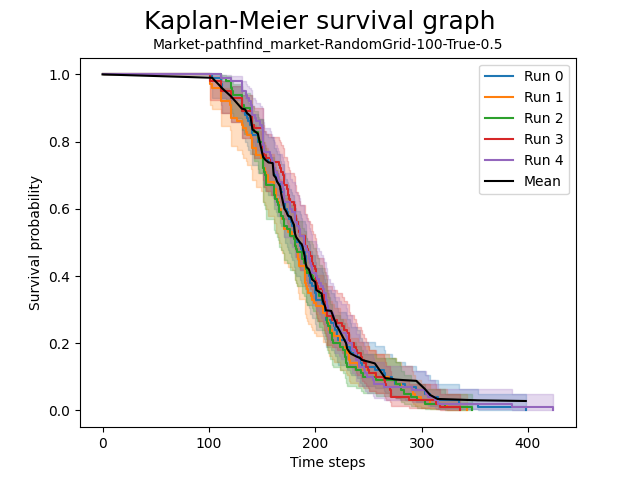 Kaplan-Meier survival graph
Market-pathfind_market-RandomGrid-100-True-0.5
1.0
0.8
0.6
0.4
0.2
0.0
Survival probability
Run 0
Run 1
Run 2
Run 3
Run 4
Mean
0 100 200 300 400
Time steps